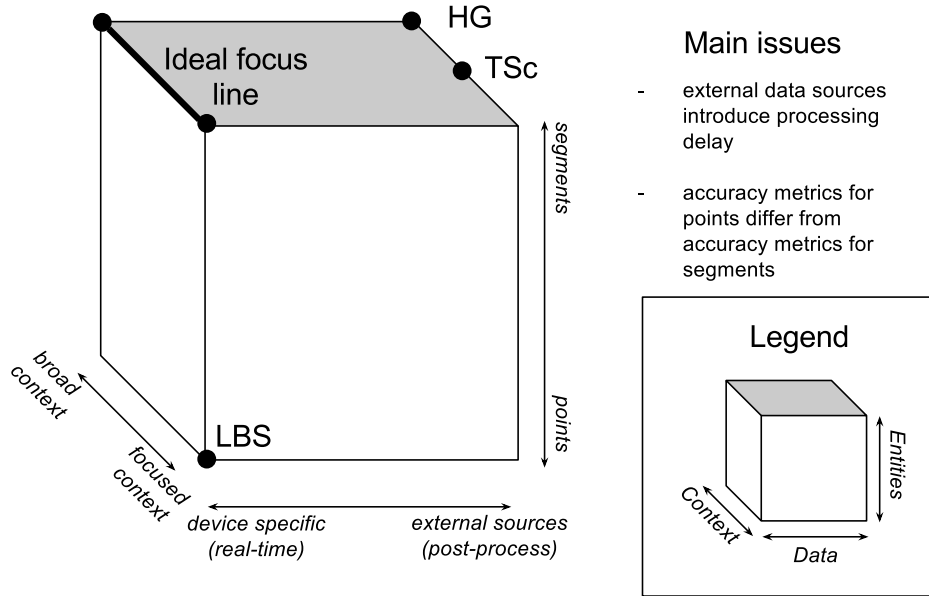 HG
TSc
Ideal focus
line
segments
points
LBS
broad
context
focused
context
device specific
(real-time)
external sources
(post-process)
Main issues
- external data sources
introduce processing
delay
- accuracy metrics for
points differ from
accuracy metrics for
segments
Legend
Entities
Context
Data